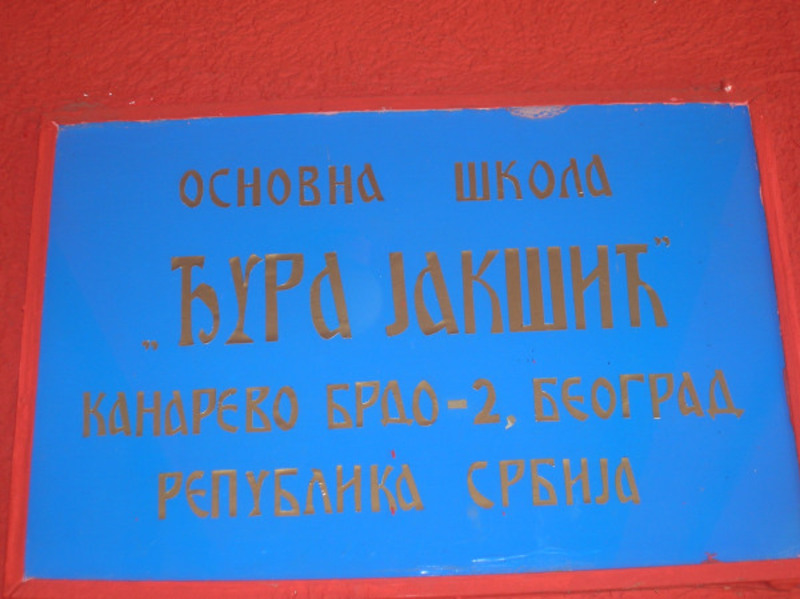 ОСНОВНА ШКОЛА
„ЂУРА ЈАКШИЋ”
КАНАРЕВО БРДО-2, БЕОГРАД
РЕПУБЛИКА СРБИЈА